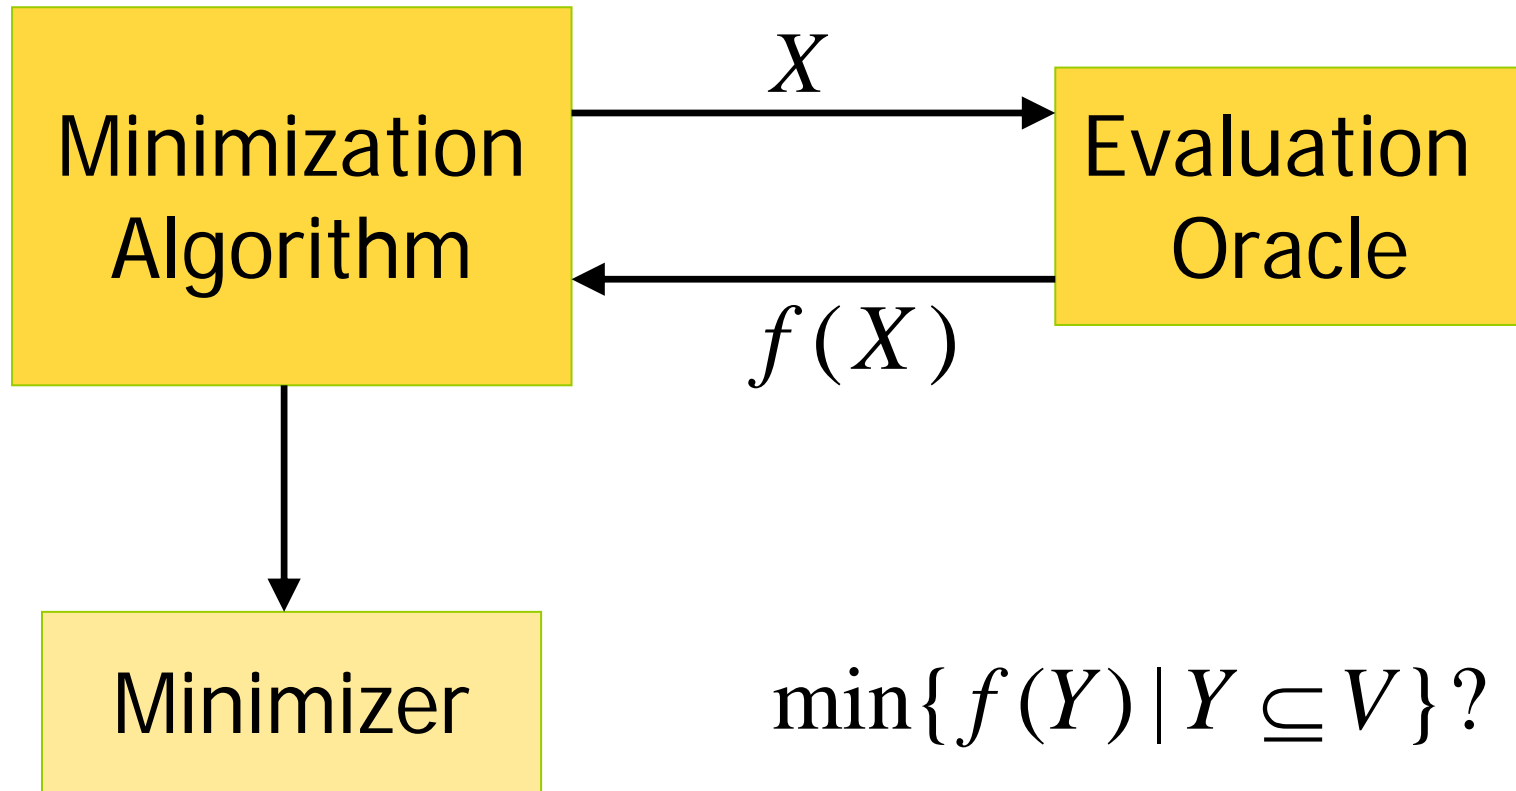 Minimization
Algorithm
X
f(X)
Evaluation
Oracle
Minimizer
min{f(Y)|Y⊆V}?